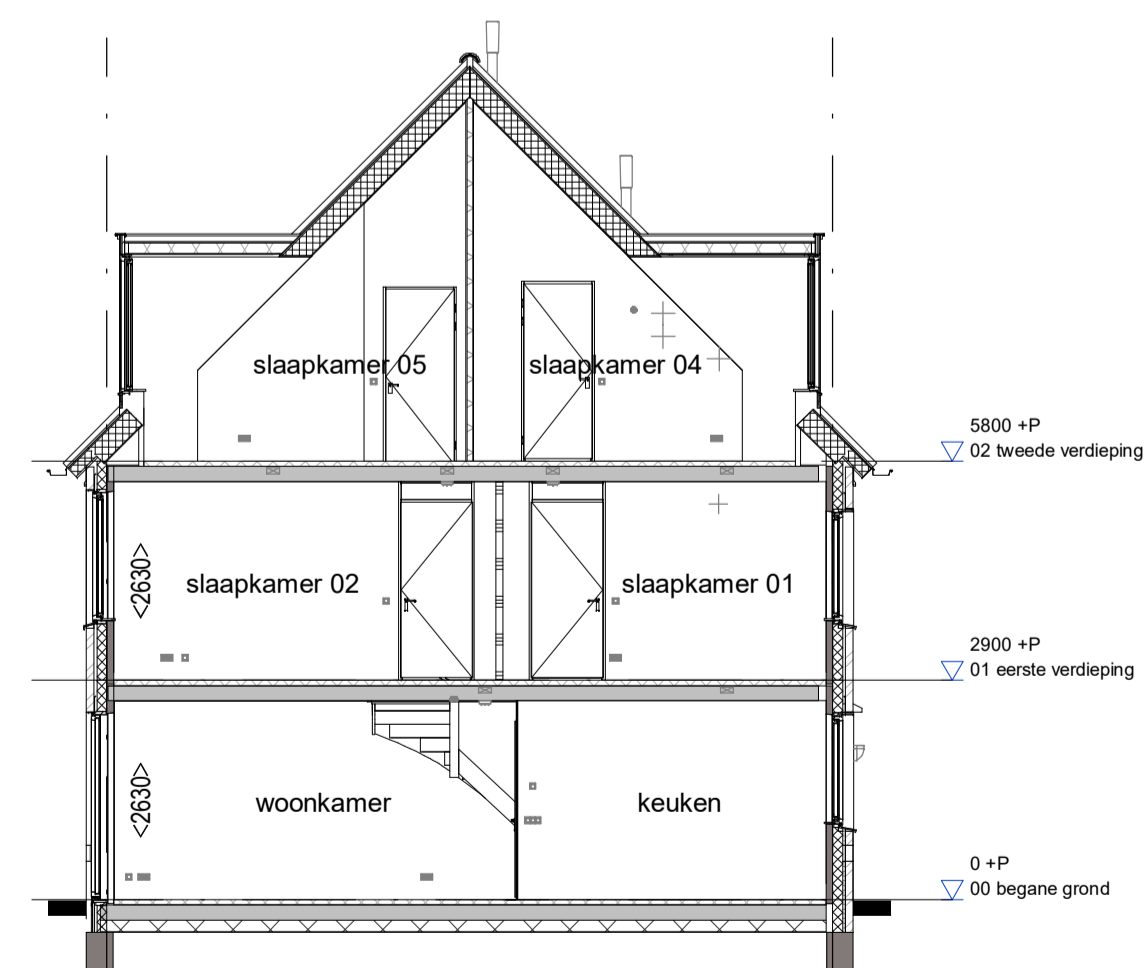 slaapkamer 05
slaapkamer 04
5800 +P
02 tweede verdieping
<2630>
slaapkamer 02
slaapkamer 01
2900 +P
01 eerste verdieping
<2630>
woonkamer
keuken
0 +P
00 begane grond